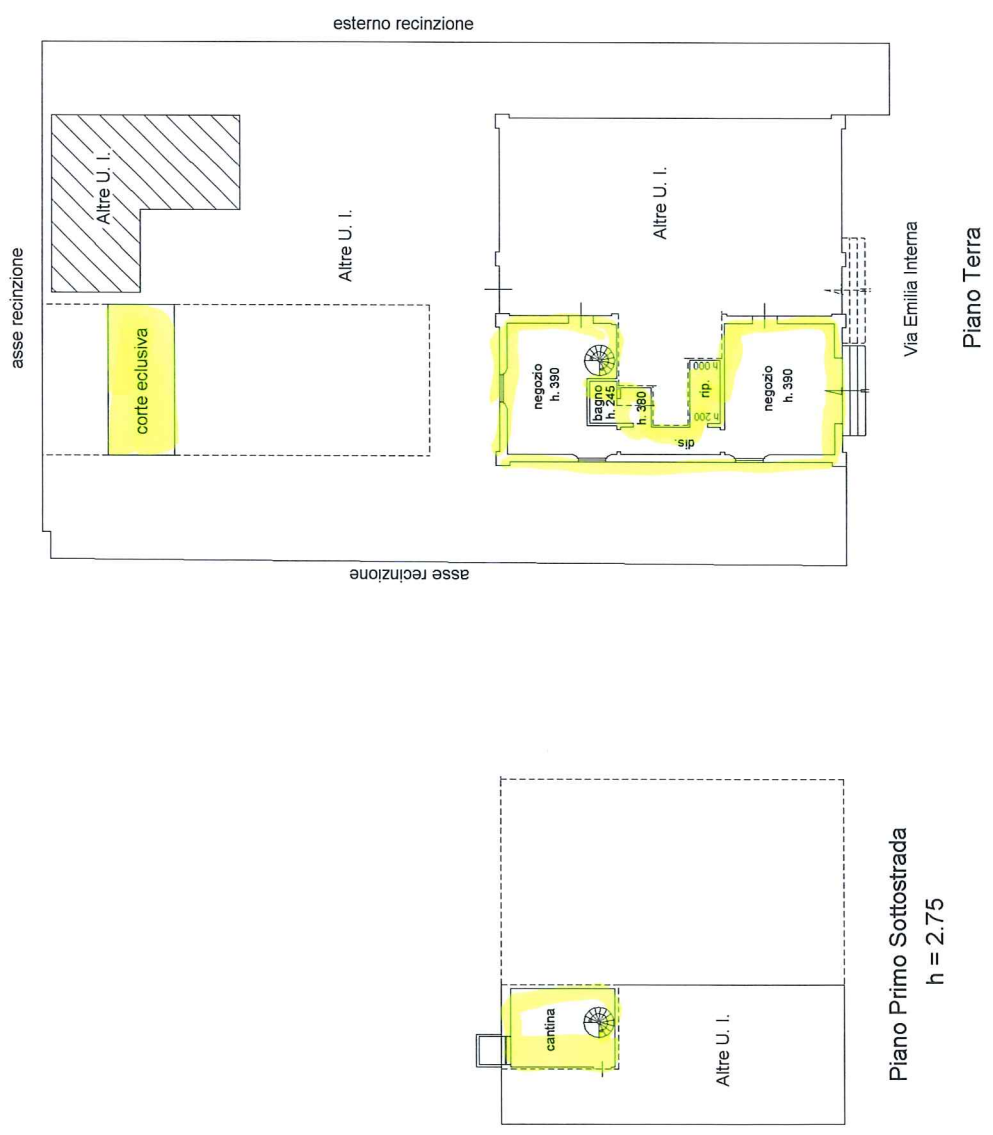 esterno recinzione
asse recinzione
Altre U. I.
Altre U. I.
corte eclusiva
Altre U. I.
negozio
h. 390
bagno
h. 245
h. 380
dis.
rip.
h 200
h 000
negozio
h. 390
asse recinzione
Via Emilia Interna
Piano Terra
cantina
Altre U. I.
Piano Primo Sottostrada
h = 2.75